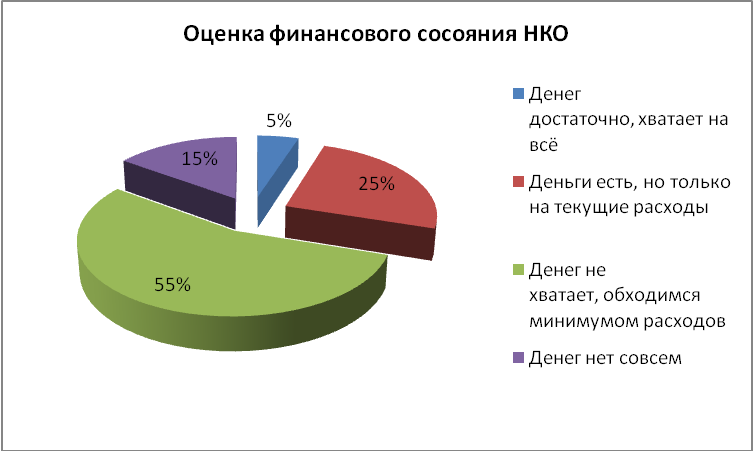 Оценка финансового сосояния НКО
5%
25%
55%
15%
Денег
достаточно, хватает на
всё
Деньги есть, но только
на текущие расходы
Денег не
хватает, обходимся
минимумом расходов
Денег нет совсем